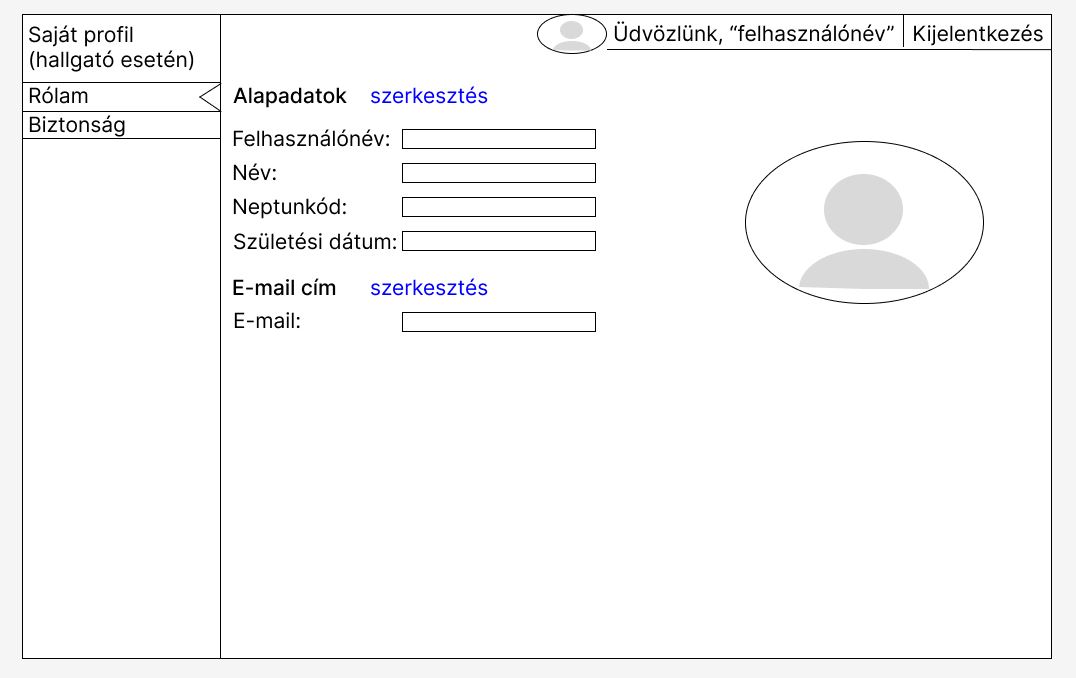 Saját profil
(hallgató esetén)
Üdvözlünk, “felhasználónév”
Kijelentkezés
Rólam
Biztonság
Alapadatok szerkesztés
Felhasználónév:
Név:
Neptunkód:
Születési dátum:
E-mail cím szerkesztés
E-mail: